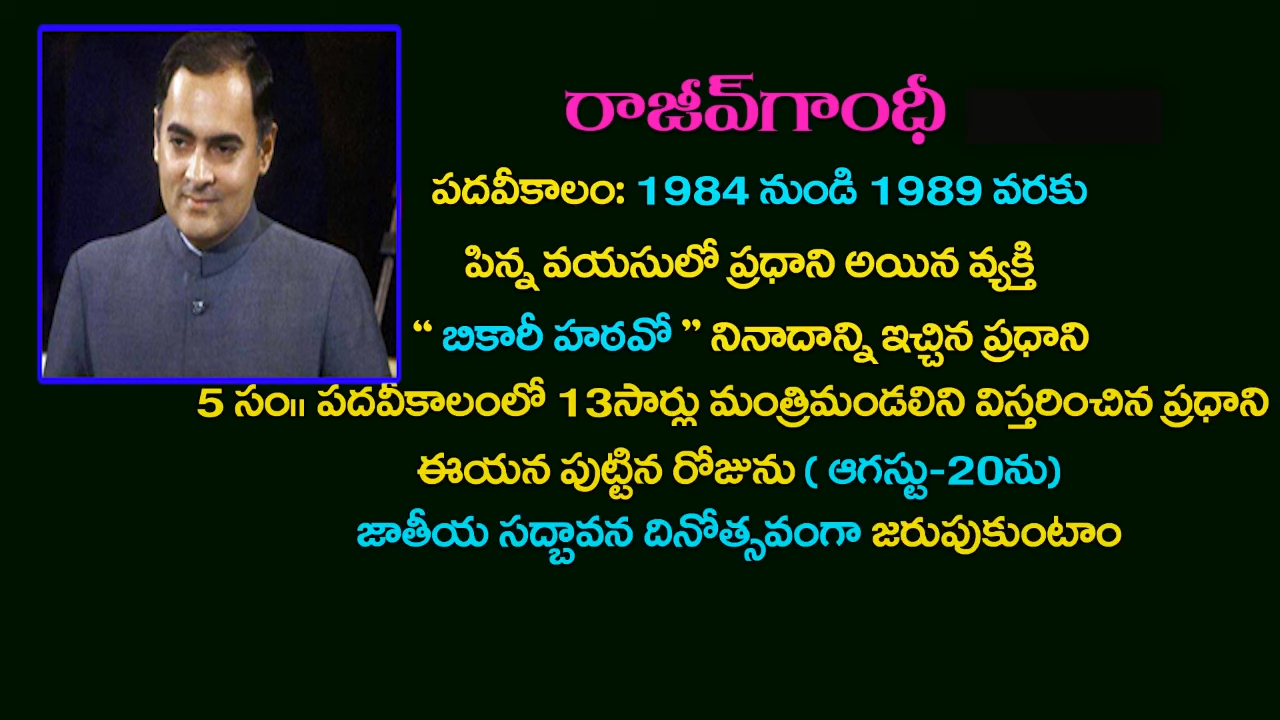 రాజీవ్‌గాంధీ
పదవీకాలం: 1984 నుండి 1989 వరకు
పిన్న వయసులో ప్రధాని అయిన వ్యక్తి
“ బికారీ హఠవో ” నినాదాన్ని ఇచ్చిన ప్రధాని
5 సం॥ పదవీకాలంలో 13సార్లు మంత్రిమండలిని విస్తరించిన ప్రధాని
ఈయన పుట్టిన రోజును ( ఆగస్టు-20ను)
జాతీయ సద్బావన దినోత్సవంగా జరుపుకుంటాం